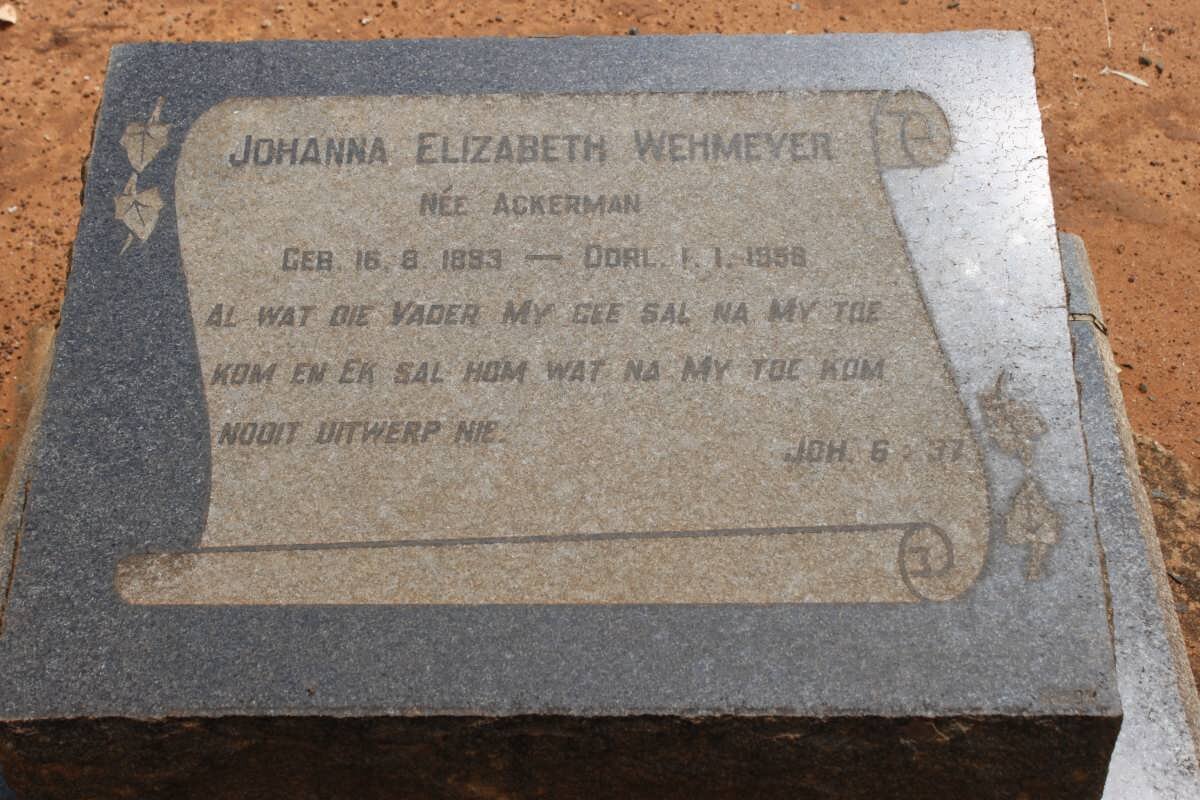 JOHANNA ELIZABETH WEHMEYER
NÉE ACKERMAN
GEB. 16. 8. 1893 — OORL. 1. 1. 1958
AL WAT DIE VADER MY GEE SAL NA MY TOE
KOM EN EK SAL HOM WAT NA MY TOE KOM
NOOIT UITWERP NIE.
JOH. 6 : 37